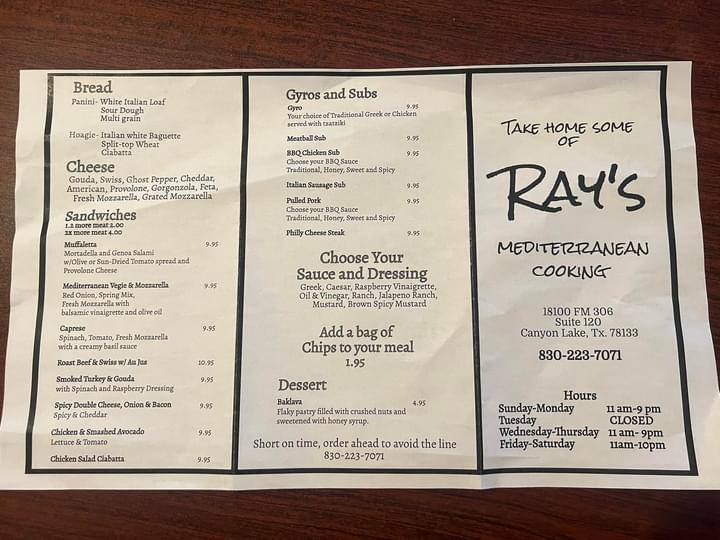 Bread
Panini- White Italian Loaf
Sour Dough
Multi grain
Hoagie- Italian white Baguette
Split-top Wheat
Ciabatta
Cheese
Gouda, Swiss, Ghost Pepper, Cheddar,
American, Provolone, Gorgonzola, Feta,
Fresh Mozzarella, Grated Mozzarella
Sandwiches
1.2 more meat 2.00
2x more meat 4.00
Muffaletta 9.95
Mortadella and Genoa Salami
w/Olive or Sun-Dried Tomato spread and
Provolone Cheese
Mediterranean Vegie & Mozzarella 9.95
Red Onion, Spring Mix,
Fresh Mozzarella with
balsamic vinaigrette and olive oil
Caprese 9.95
Spinach, Tomato, Fresh Mozzarella
with a creamy basil sauce
Roast Beef & Swiss w/ Au Jus 10.95
Smoked Turkey & Gouda 9.95
with Spinach and Raspberry Dressing
Spicy Double Cheese, Onion & Bacon 9.95
Spicy & Cheddar
Chicken & Smashed Avocado 9.95
Lettuce & Tomato
Chicken Salad Ciabatta 9.95
Gyros and Subs
Gyro 9.95
Your choice of Traditional Greek or Chicken
served with tzatziki
Meatball Sub 9.95
BBQ Chicken Sub 9.95
Choose your BBQ Sauce
Traditional, Honey, Sweet and Spicy
Italian Sausage Sub 9.95
Pulled Pork 9.95
Choose your BBQ Sauce
Traditional, Honey, Sweet and Spicy
Philly Cheese Steak 9.95
Choose Your
Sauce and Dressing
Greek, Caesar, Raspberry Vinaigrette,
Oil & Vinegar, Ranch, Jalapeno Ranch,
Mustard, Brown Spicy Mustard
Add a bag of
Chips to your meal
1.95
Dessert
Baklava 4.95
Flaky pastry filled with crushed nuts and
sweetened with honey syrup.
Short on time, order ahead to avoid the line
830-223-7071
Take home some
of
Ray's
Mediterranean
Cooking
18100 FM 306
Suite 120
Canyon Lake, Tx. 78133
830-223-7071
Hours
Sunday-Monday 11 am-9 pm
Tuesday CLOSED
Wednesday-Thursday 11 am- 9pm
Friday-Saturday 11am-10pm